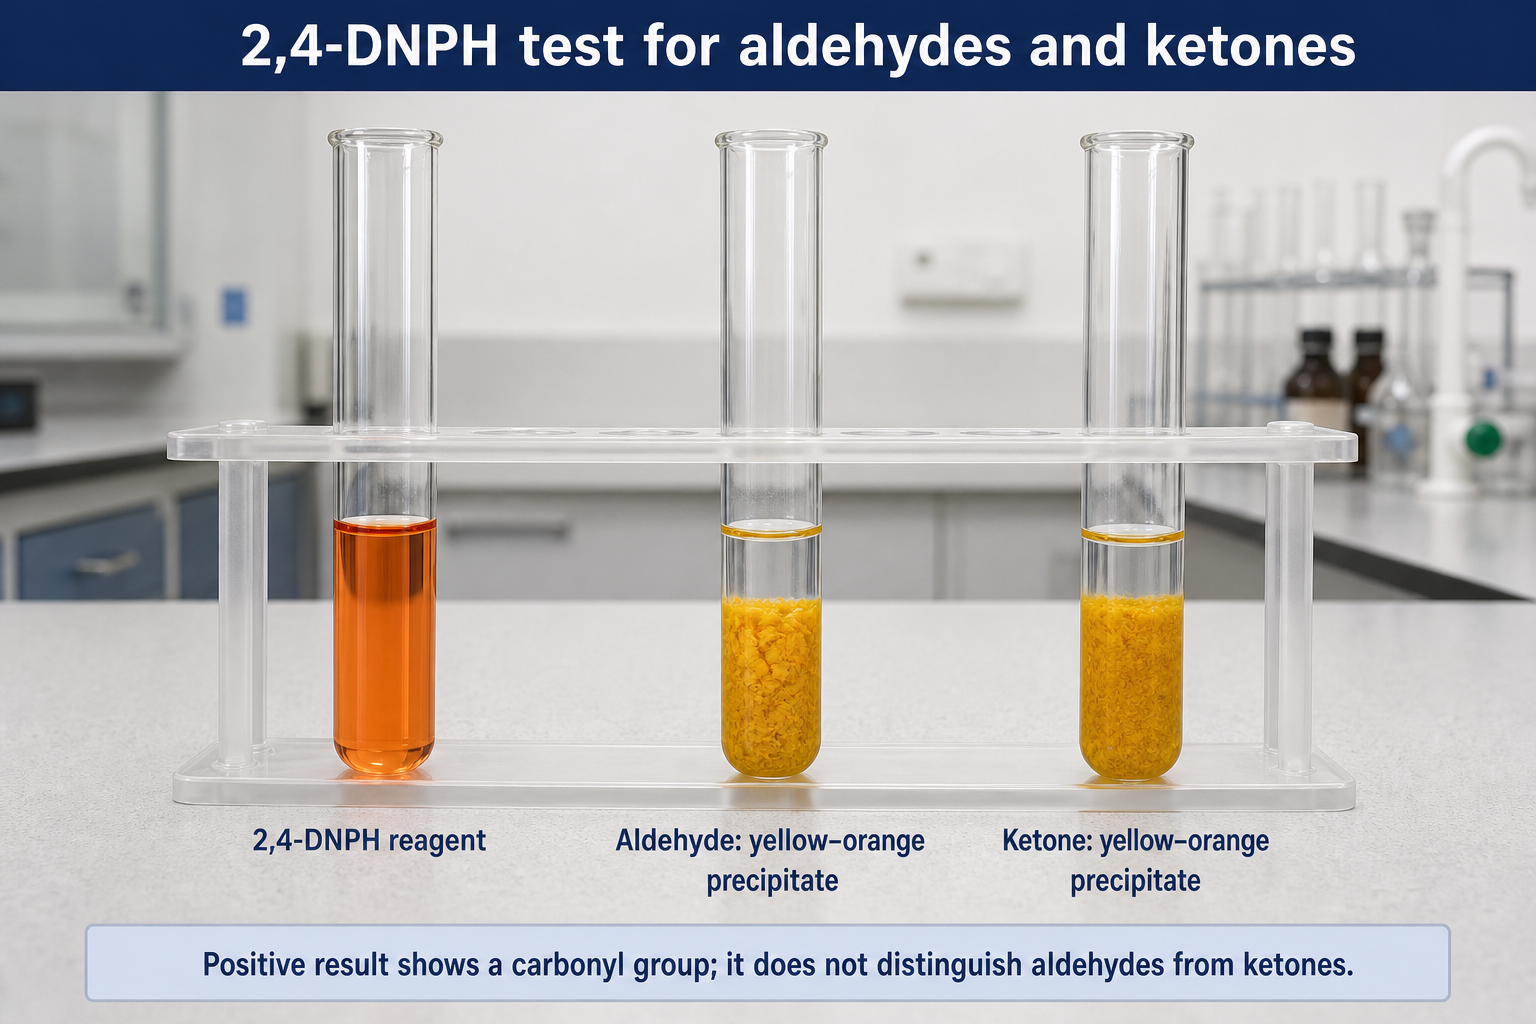 2,4-DNPH test for aldehydes and ketones
2,4-DNPH reagent
Aldehyde: yellow–orange
precipitate
Ketone: yellow–orange
precipitate
Positive result shows a carbonyl group; it does not distinguish aldehydes from ketones.